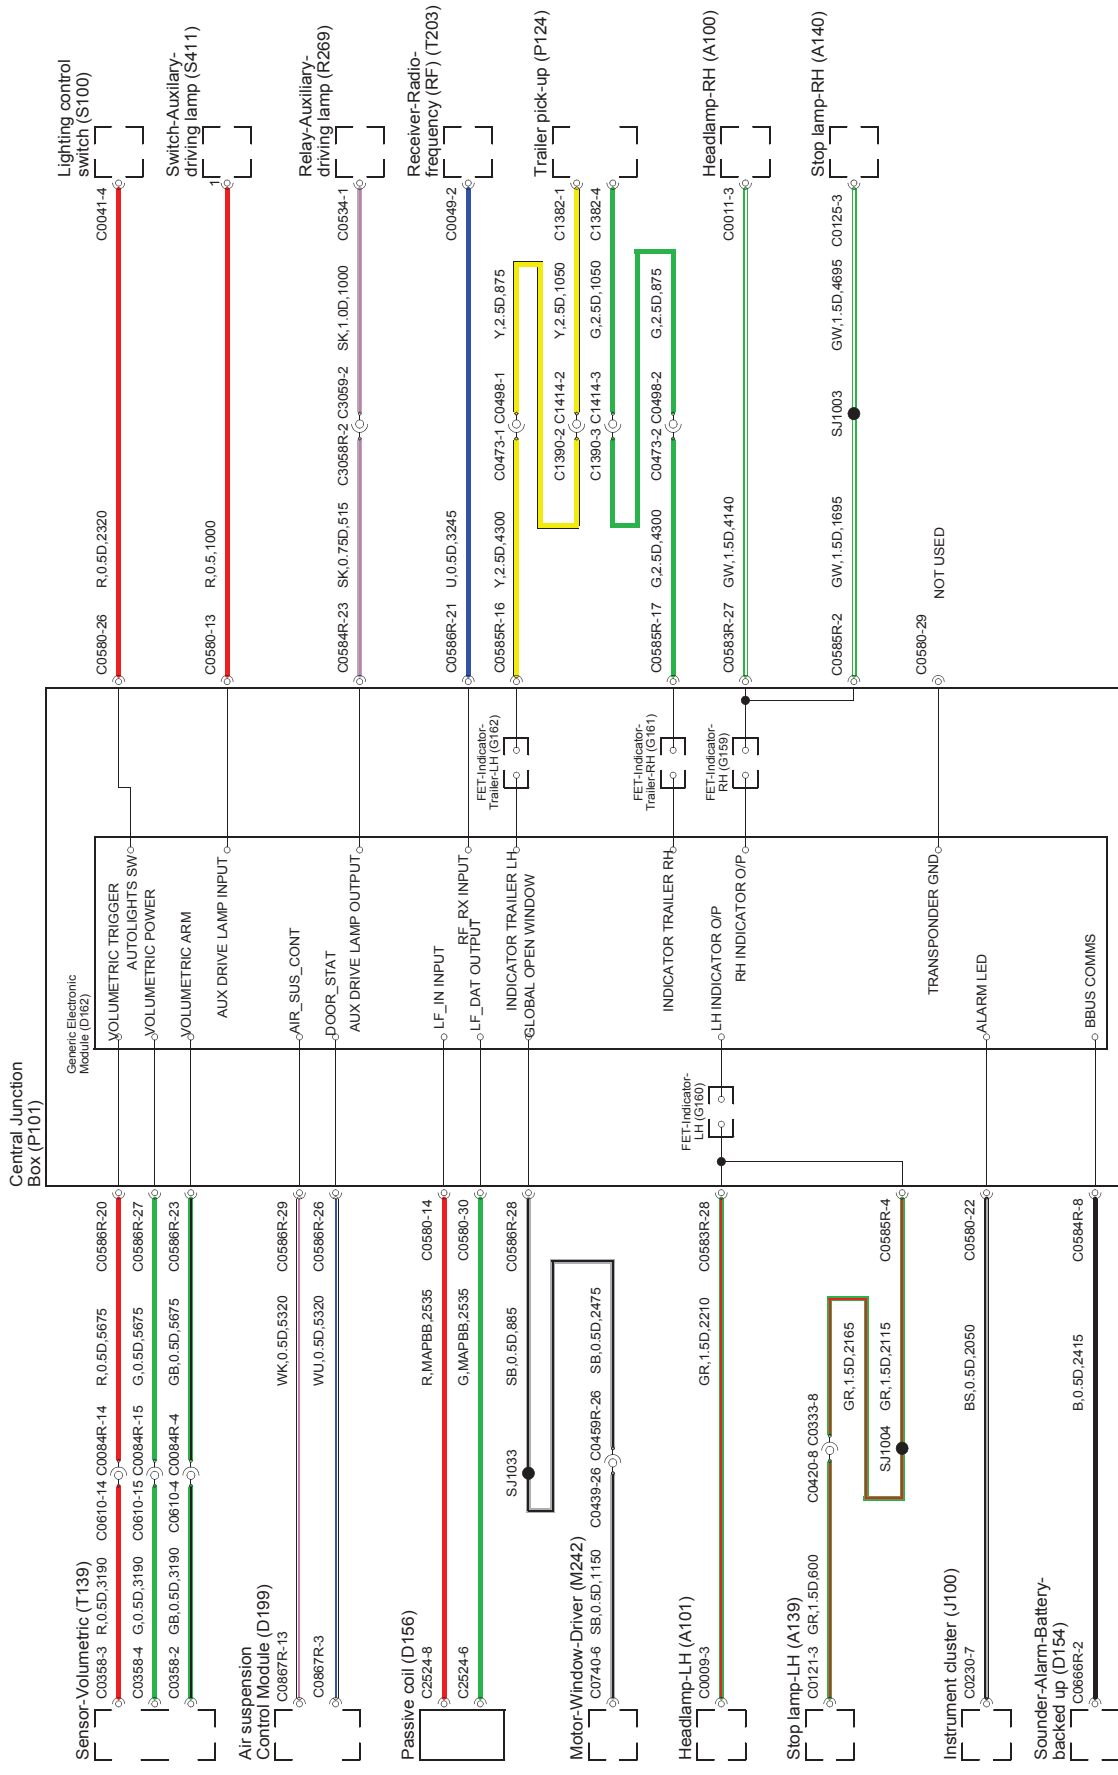 Central Junction
Box (P101)
Generic Electronic
Module (D162)
Sensor-Volumetric (T139)
C0358-3
R,0.5D,3190
C0610-14
C0084R-14
R,0.5D,5675
C0586R-20
VOLUMETRIC TRIGGER
C0358-4
G,0.5D,3190
C0610-15
C0084R-15
G,0.5D,5675
C0586R-27
VOLUMETRIC POWER
C0358-2
GB,0.5D,3190
C0610-4
C0084R-4
GB,0.5D,5675
C0586R-23
VOLUMETRIC ARM
Air suspension
Control Module (D199)
C0867R-13
WK,0.5D,5320
C0586R-29
AIR_SUS_CONT
C0867R-3
WU,0.5D,5320
C0586R-26
DOOR_STAT
Passive coil (D156)
C2524-8
R,MAPBB,2535
C0580-14
LF_IN INPUT
C2524-6
G,MAPBB,2535
C0580-30
LF_DAT OUTPUT
SJ1033
SB,0.5D,885
C0586R-28
GLOBAL OPEN WINDOW
Motor-Window-Driver (M242)
C0740-6
SB,0.5D,1150
C0439-26
C0459R-26
SB,0.5D,2475
Headlamp-LH (A101)
C0009-3
GR,1.5D,2210
C0583R-28
FET-Indicator-
LH (G160)
LH INDICATOR O/P
Stop lamp-LH (A139)
C0121-3
GR,1.5D,600
C0420-8
C0333-8
GR,1.5D,2165
SJ1004
GR,1.5D,2115
C0585R-4
Instrument cluster (J100)
C0230-7
BS,0.5D,2050
C0580-22
ALARM LED
Sounder-Alarm-Battery-
backed up (D154)
C0666R-2
B,0.5D,2415
C0584R-8
BBUS COMMS
AUTOLIGHTS SW
C0580-26
R,0.5D,2320
C0041-4
Lighting control
switch (S100)
AUX DRIVE LAMP INPUT
C0580-13
R,0.5,1000
1
Switch-Auxilary-
driving lamp (S411)
AUX DRIVE LAMP OUTPUT
C0584R-23
SK,0.75D,515
C3058R-2
C3059-2
SK,1.0D,1000
C0534-1
Relay-Auxiliary-
driving lamp (R269)
RF_RX INPUT
C0586R-21
U,0.5D,3245
C0049-2
Receiver-Radio-
frequency (RF) (T203)
INDICATOR TRAILER LH
FET-Indicator-
Trailer-LH (G162)
C0585R-16
Y,2.5D,4300
C0473-1
C0498-1
Y,2.5D,875
C1390-2
C1414-2
Y,2.5D,1050
C1382-1
Trailer pick-up (P124)
C1390-3
C1414-3
G,2.5D,1050
C1382-4
INDICATOR TRAILER RH
FET-Indicator-
Trailer-RH (G161)
C0585R-17
G,2.5D,4300
C0473-2
C0498-2
G,2.5D,875
RH INDICATOR O/P
FET-Indicator-
RH (G159)
C0583R-27
GW,1.5D,4140
C0011-3
Headlamp-RH (A100)
C0585R-2
GW,1.5D,1695
SJ1003
GW,1.5D,4695
C0125-3
Stop lamp-RH (A140)
TRANSPONDER GND
C0580-29
NOT USED